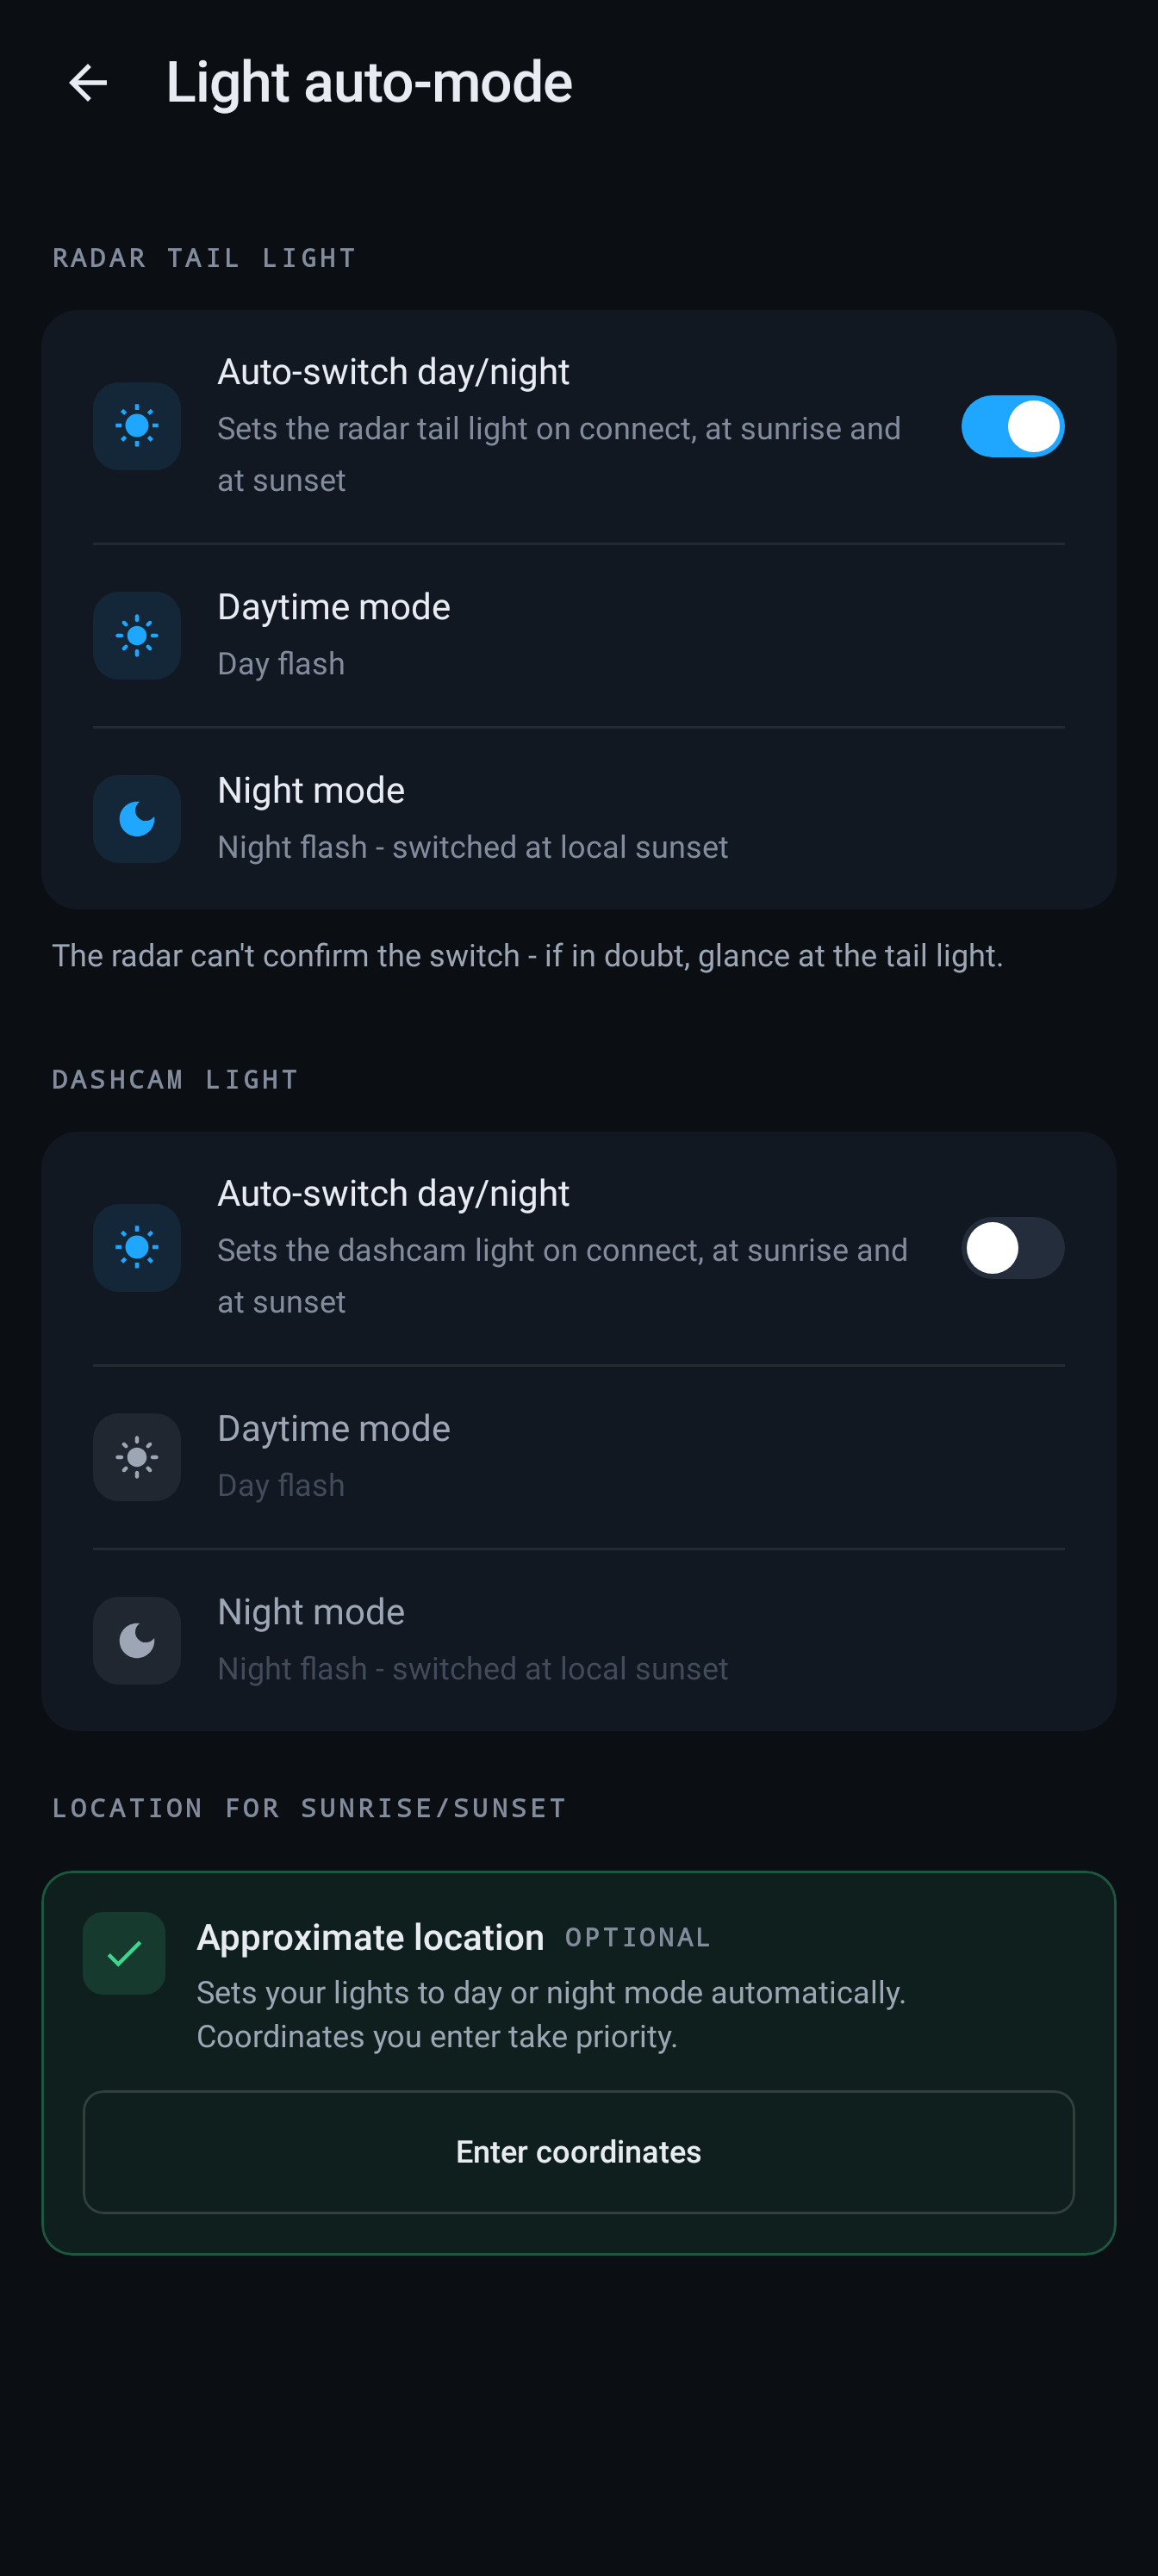 Light auto-mode
RADAR TAIL LIGHT
Auto-switch day/night
Sets the radar tail light on connect, at sunrise and
at sunset
Daytime mode
Day flash
Night mode
Night flash - switched at local sunset
The radar can't confirm the switch - if in doubt, glance at the tail light.
DASHCAM LIGHT
Auto-switch day/night
Sets the dashcam light on connect, at sunrise and
at sunset
Daytime mode
Day flash
Night mode
Night flash - switched at local sunset
LOCATION FOR SUNRISE/SUNSET
Approximate location OPTIONAL
Sets your lights to day or night mode automatically.
Coordinates you enter take priority.
Enter coordinates